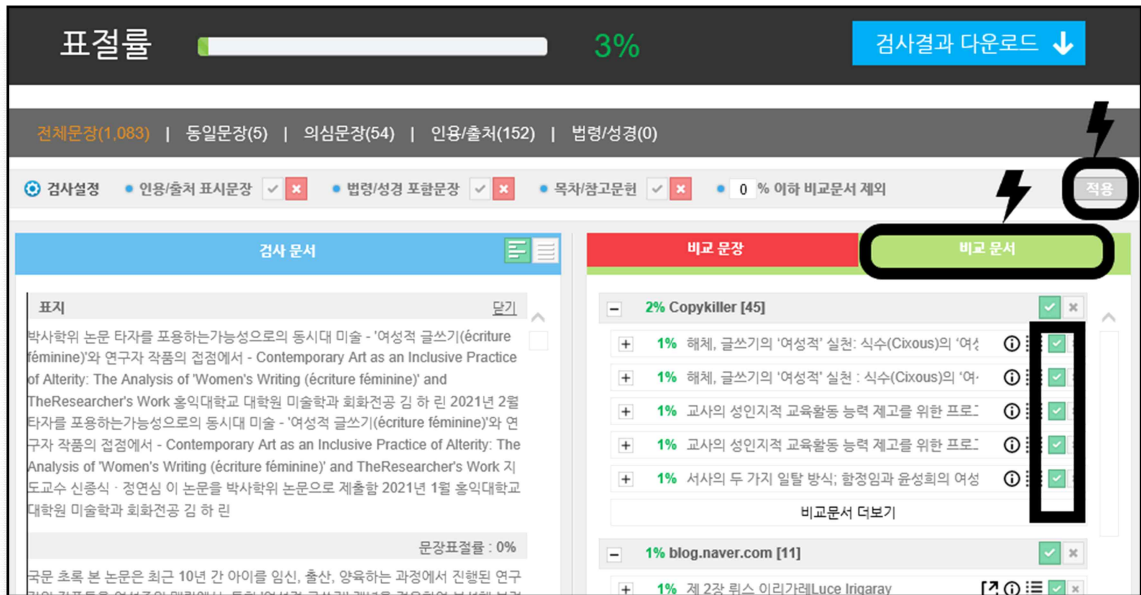 표절률 3% 검사결과 다운로드
전체문장(1,083) | 동일문장(5) | 의심문장(54) | 인용/출처(152) | 법령/성경(0)
검사설정 인용/출처 표시문장 법령/성경 포함문장 목차/참고문헌 0 % 이하 비교문서 제외 적용
검사 문서
표지 닫기
박사학위 논문 타자를 포용하는가능성으로의 동시대 미술 - '여성적 글쓰기(écriture
féminine)'와 연구자 작품의 접점에서 - Contemporary Art as an Inclusive Practice
of Alterity: The Analysis of 'Women's Writing (écriture féminine)' and
TheResearcher's Work 홍익대학교 대학원 미술학과 회화전공 김 하 린 2021년 2월
타자를 포용하는가능성으로의 동시대 미술 - '여성적 글쓰기(écriture féminine)'와 연
구자 작품의 접점에서 - Contemporary Art as an Inclusive Practice of Alterity: The
Analysis of 'Women's Writing (écriture féminine)' and TheResearcher's Work 지
도교수 신종식 · 정연심 이 논문을 박사학위 논문으로 제출함 2021년 1월 홍익대학교
대학원 미술학과 회화전공 김 하 린
문장표절률 : 0%
국문 초록 본 논문은 최근 10년 간 아이를 임신, 출산, 양육하는 과정에서 진행된 연구
비교 문장 비교 문서
2% Copykiller [45]
1% 해체, 글쓰기의 '여성적' 실천: 식수(Cixous)의 '여성
1% 해체, 글쓰기의 '여성적' 실천 : 식수(Cixous)의 '여
1% 교사의 성인지적 교육활동 능력 제고를 위한 프로그
1% 교사의 성인지적 교육활동 능력 제고를 위한 프로그
1% 서사의 두 가지 일탈 방식; 함정임과 윤성희의 여성
비교문서 더보기
1% blog.naver.com [11]
1% 제 2장 뤼스 이리가레Luce Irigaray